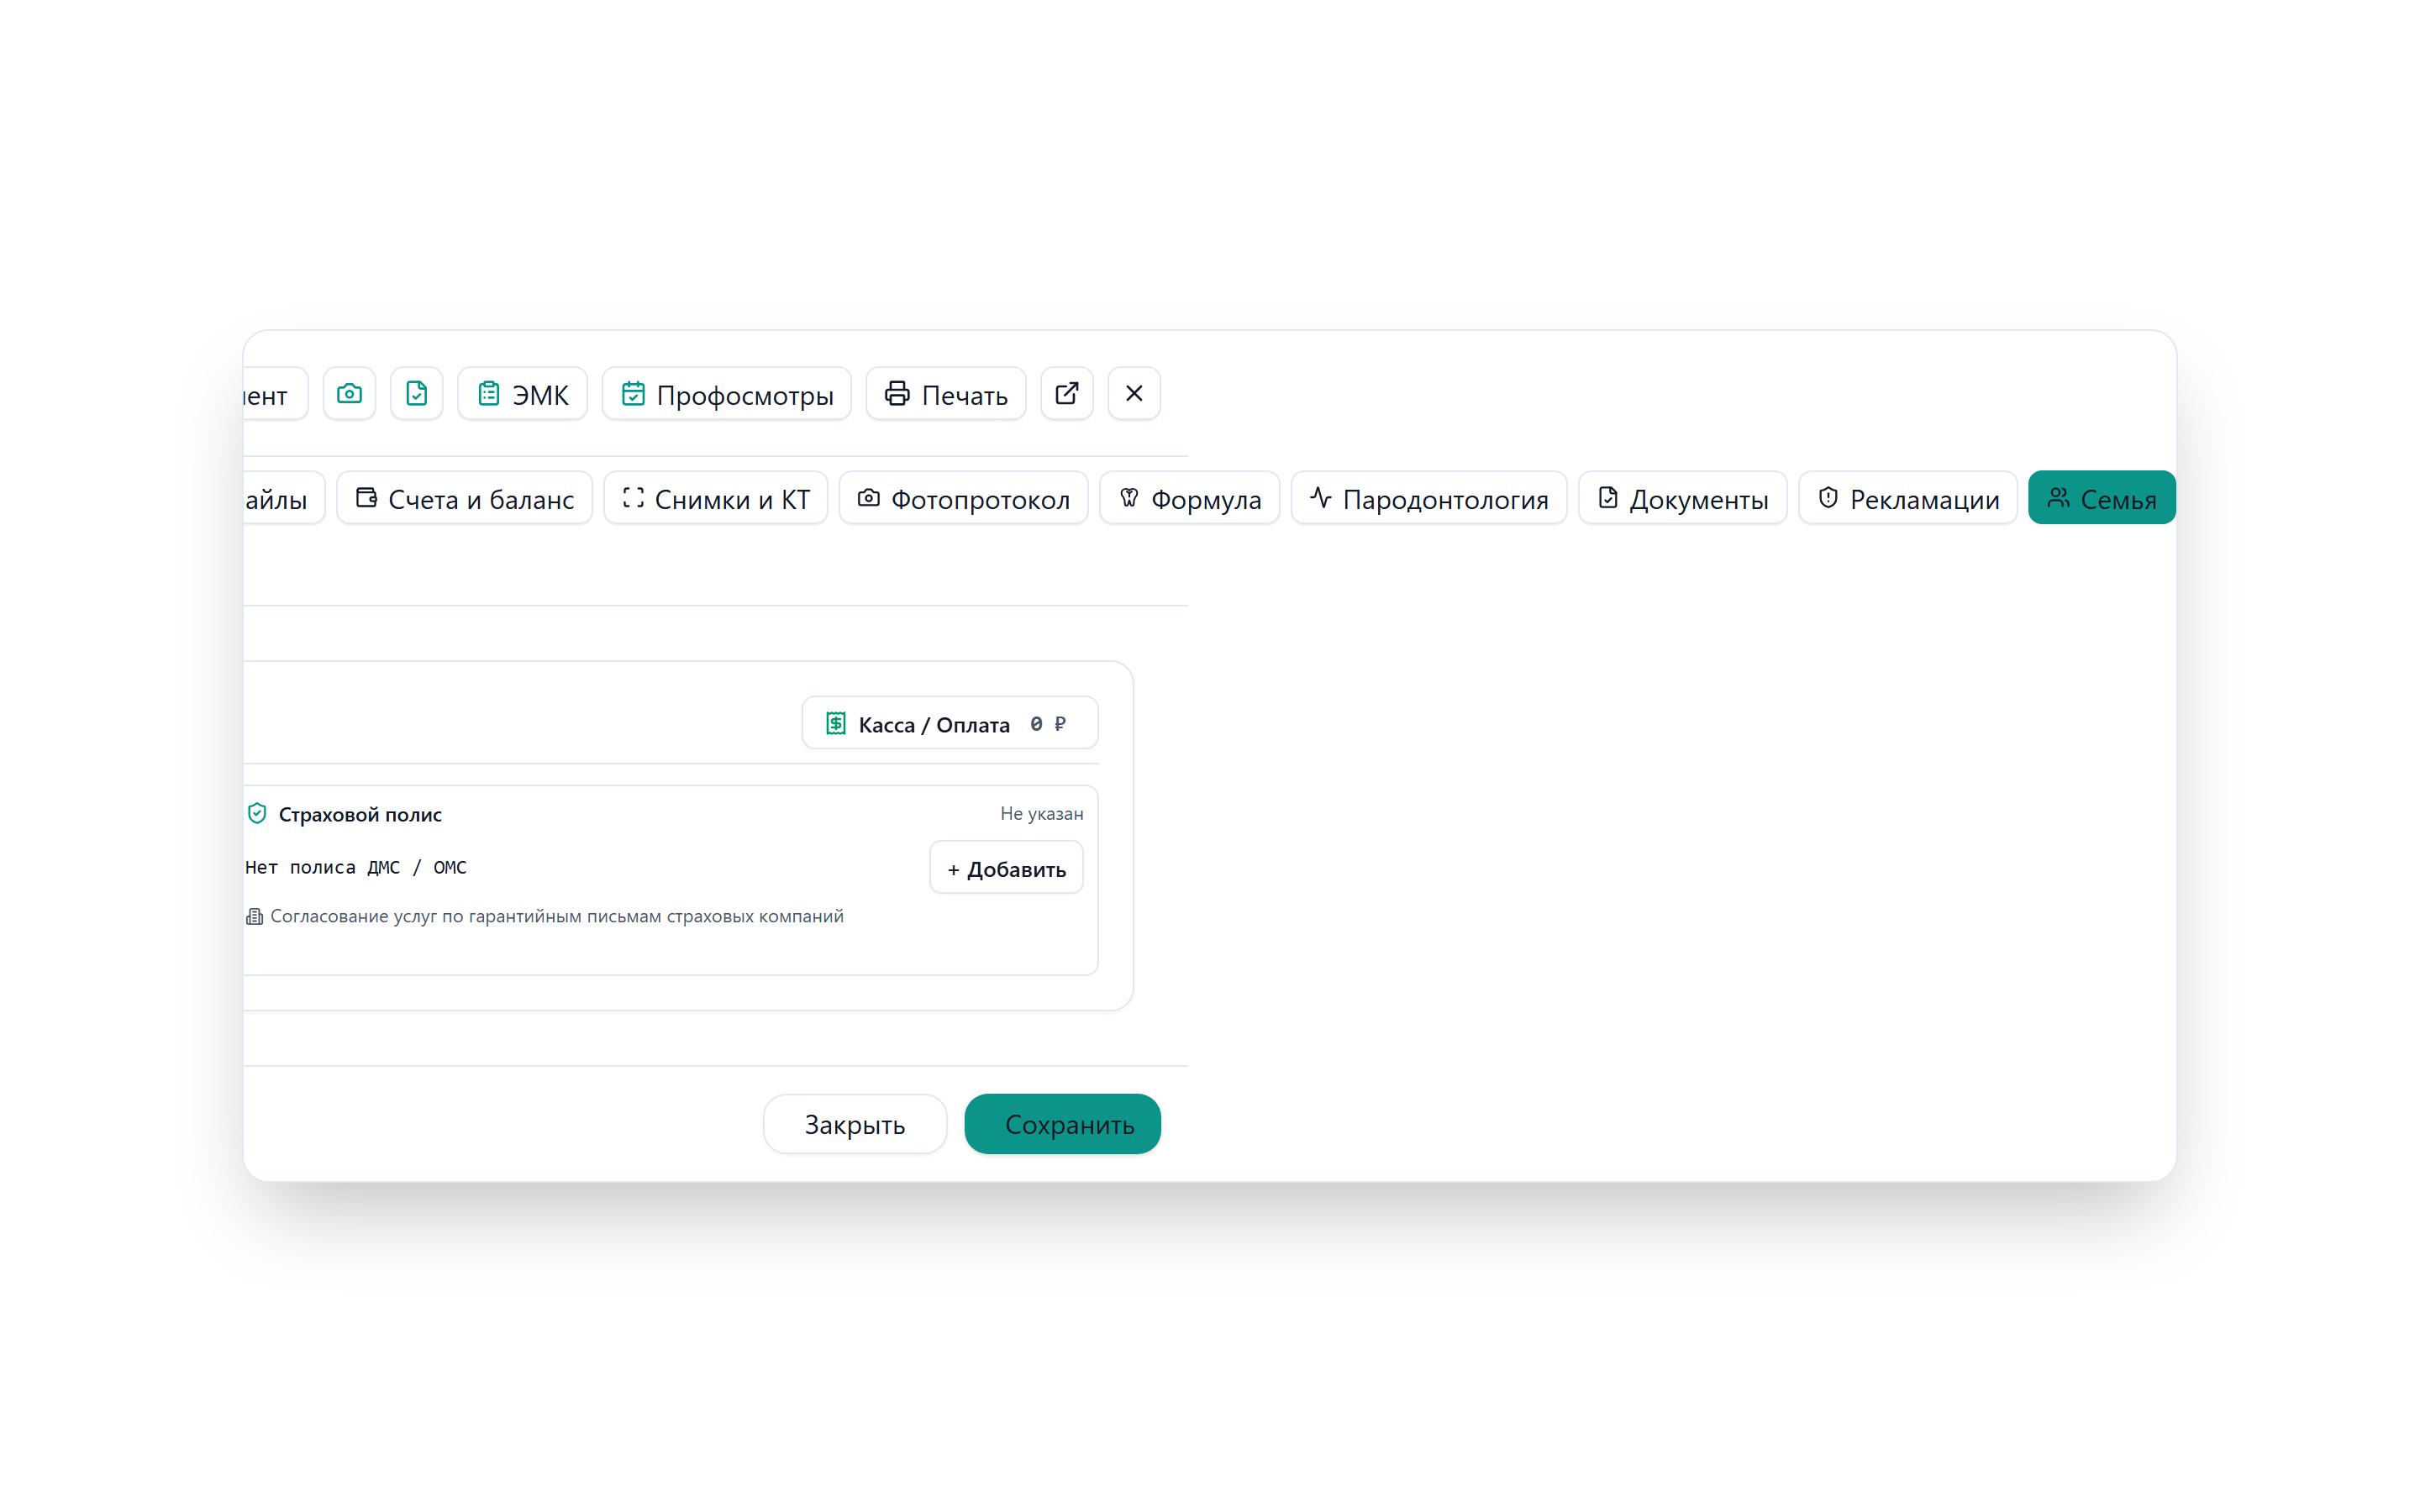 ент ЭМК Профосмотры Печать
айлы Счета и баланс Снимки и КТ Фотопротокол Формула Пародонтология Документы Рекламации Семья
Касса / Оплата 0 ₽
Страховой полис Не указан
Нет полиса ДМС / ОМС + Добавить
Согласование услуг по гарантийным письмам страховых компаний
Закрыть Сохранить